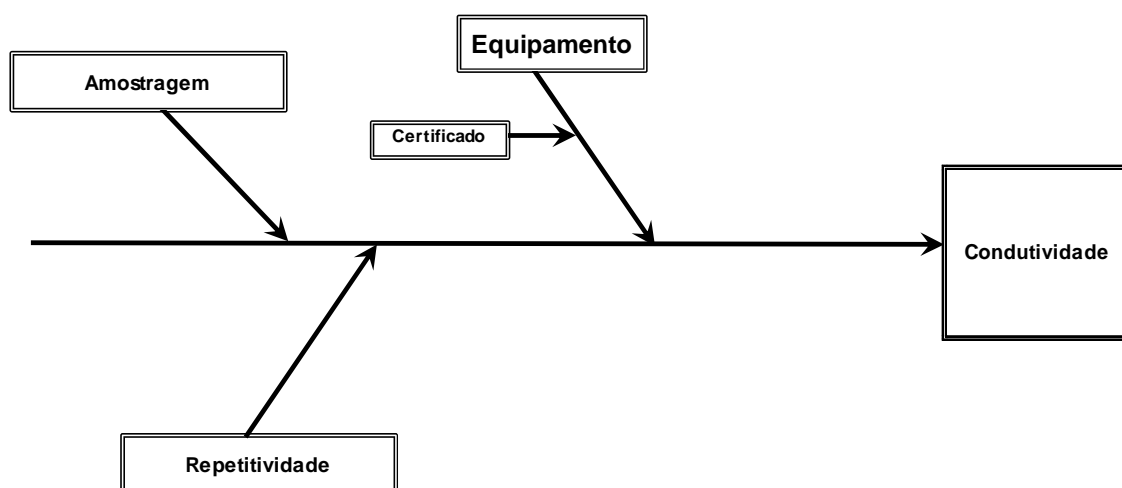 Equipamento
Amostragem
Certificado
Condutividade
Repetitividade